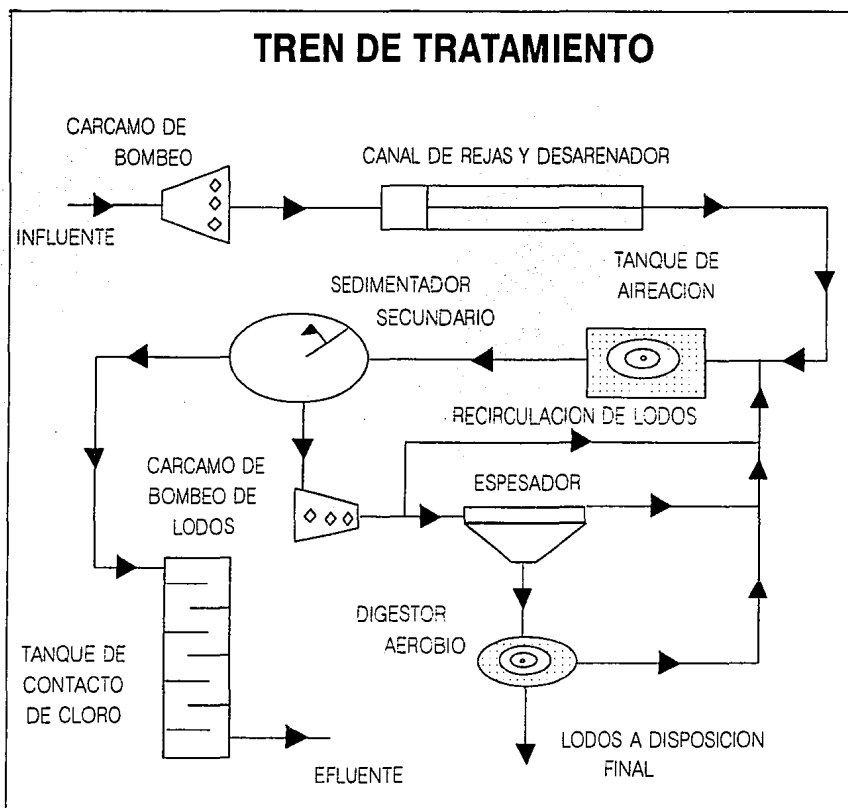 TREN DE TRATAMIENTO
CARCAMO DE
BOMBEO
CANAL DE REJAS Y DESARENADOR
INFLUENTE
TANQUE DE
AIREACION
SEDIMENTADOR
SECUNDARIO
RECIRCULACION DE LODOS
CARCAMO DE
BOMBEO DE
LODOS
ESPESADOR
DIGESTOR
AEROBIO
TANQUE DE
CONTACTO
DE CLORO
EFLUENTE
LODOS A DISPOSICION
FINAL